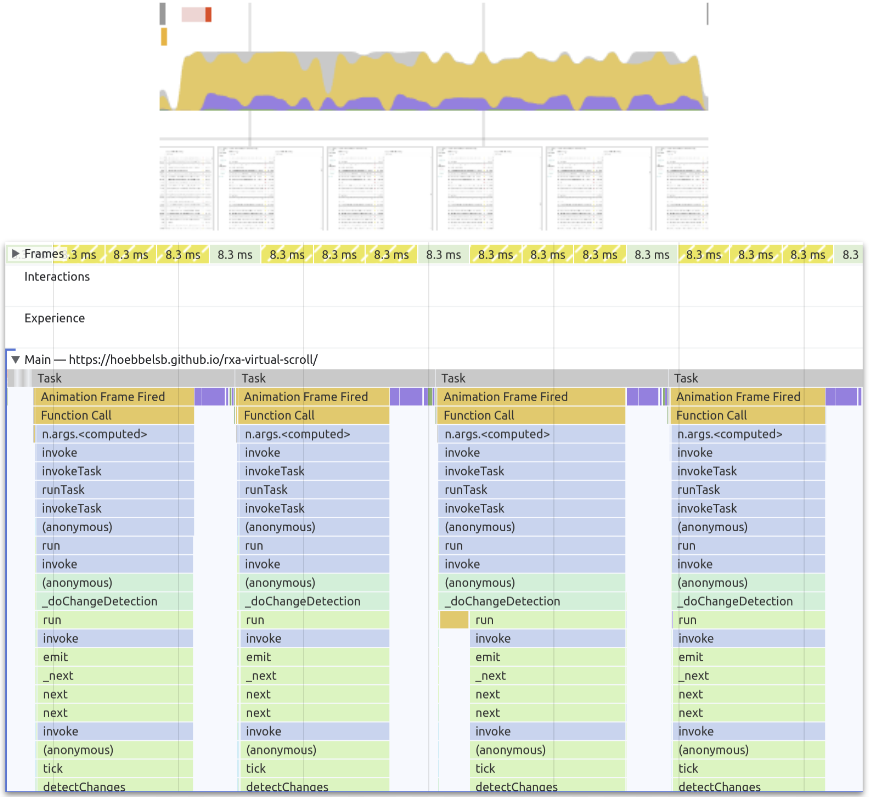 Frames .3 ms 8.3 ms 8.3 ms 8.3 ms 8.3 ms 8.3 ms 8.3 ms 8.3 ms 8.3 ms 8.3 ms 8.3 ms 8.3 ms 8.3 ms 8.3 ms 8.3 ms 8.3
Interactions
Experience
Main — https://hoebbelsb.github.io/rxa-virtual-scroll/
Task Task Task Task
Animation Frame Fired Animation Frame Fired Animation Frame Fired Animation Frame Fired
Function Call Function Call Function Call Function Call
n.args.<computed> n.args.<computed> n.args.<computed> n.args.<computed>
invoke invoke invoke invoke
invokeTask invokeTask invokeTask invokeTask
runTask runTask runTask runTask
invokeTask invokeTask invokeTask invokeTask
(anonymous) (anonymous) (anonymous) (anonymous)
run run run run
invoke invoke invoke invoke
(anonymous) (anonymous) (anonymous) (anonymous)
_doChangeDetection _doChangeDetection _doChangeDetection _doChangeDetection
run run run run
invoke invoke invoke invoke
emit emit emit emit
_next _next _next _next
next next next next
next next next next
invoke invoke invoke invoke
(anonymous) (anonymous) (anonymous) (anonymous)
tick tick tick tick
detectChanges detectChanges detectChanges detectChanges